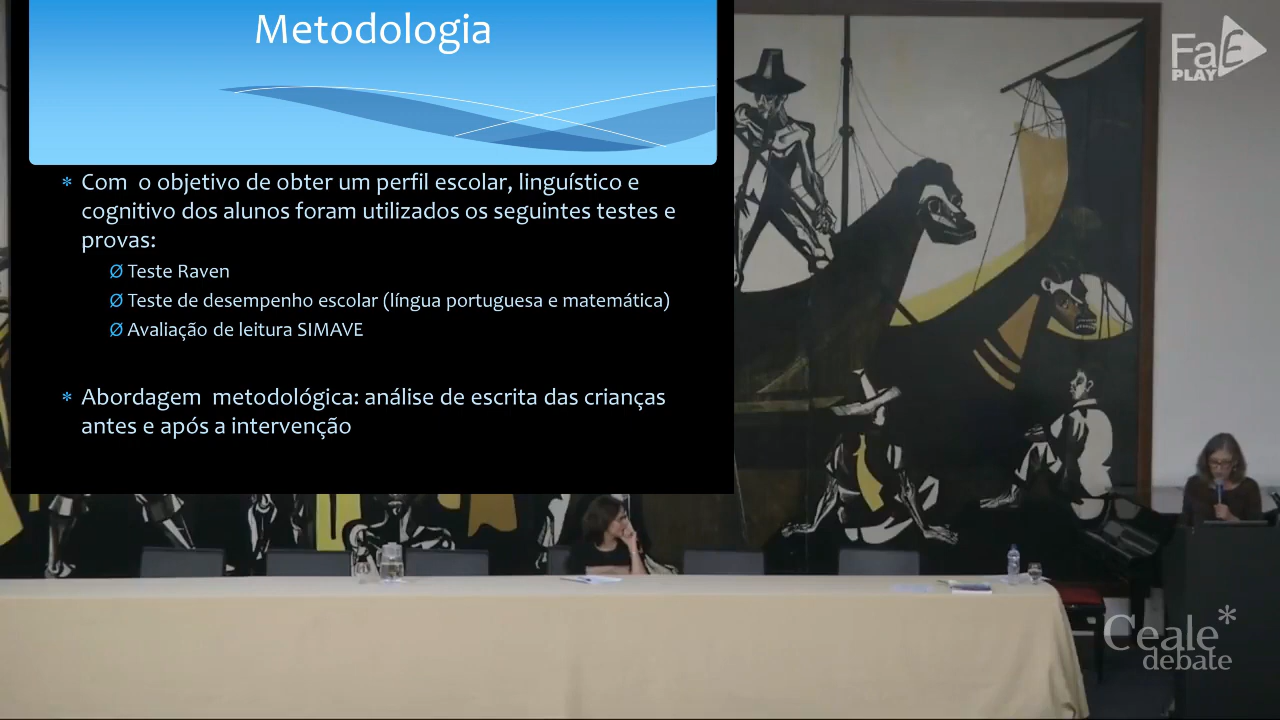 Metodologia
Com o objetivo de obter um perfil escolar, linguístico e
cognitivo dos alunos foram utilizados os seguintes testes e
provas:
Teste Raven
Teste de desempenho escolar (língua portuguesa e matemática)
Avaliação de leitura SIMAVE
Abordagem metodológica: análise de escrita das crianças
antes e após a intervenção
FaE
PLAY
Ceale*
debate